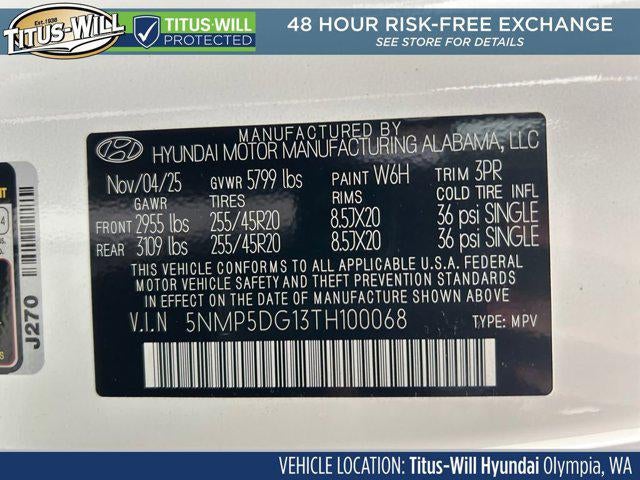 Est. 1938
TITUS-WILL
TITUS-WILL
PROTECTED
48 HOUR RISK-FREE EXCHANGE
SEE STORE FOR DETAILS
MANUFACTURED BY
HYUNDAI MOTOR MANUFACTURING ALABAMA, LLC
Nov/04/25 GVWR 5799 lbs PAINT W6H TRIM 3PR
GAWR TIRES RIMS COLD TIRE INFL
FRONT 2955 lbs 255/45R20 8.5JX20 36 psi SINGLE
REAR 3109 lbs 255/45R20 8.5JX20 36 psi SINGLE
THIS VEHICLE CONFORMS TO ALL APPLICABLE U.S.A. FEDERAL
MOTOR VEHICLE SAFETY AND THEFT PREVENTION STANDARDS
IN EFFECT ON THE DATE OF MANUFACTURE SHOWN ABOVE.
V.I.N 5NMP5DG13TH100068 TYPE: MPV
J270
VEHICLE LOCATION: Titus-Will Hyundai Olympia, WA